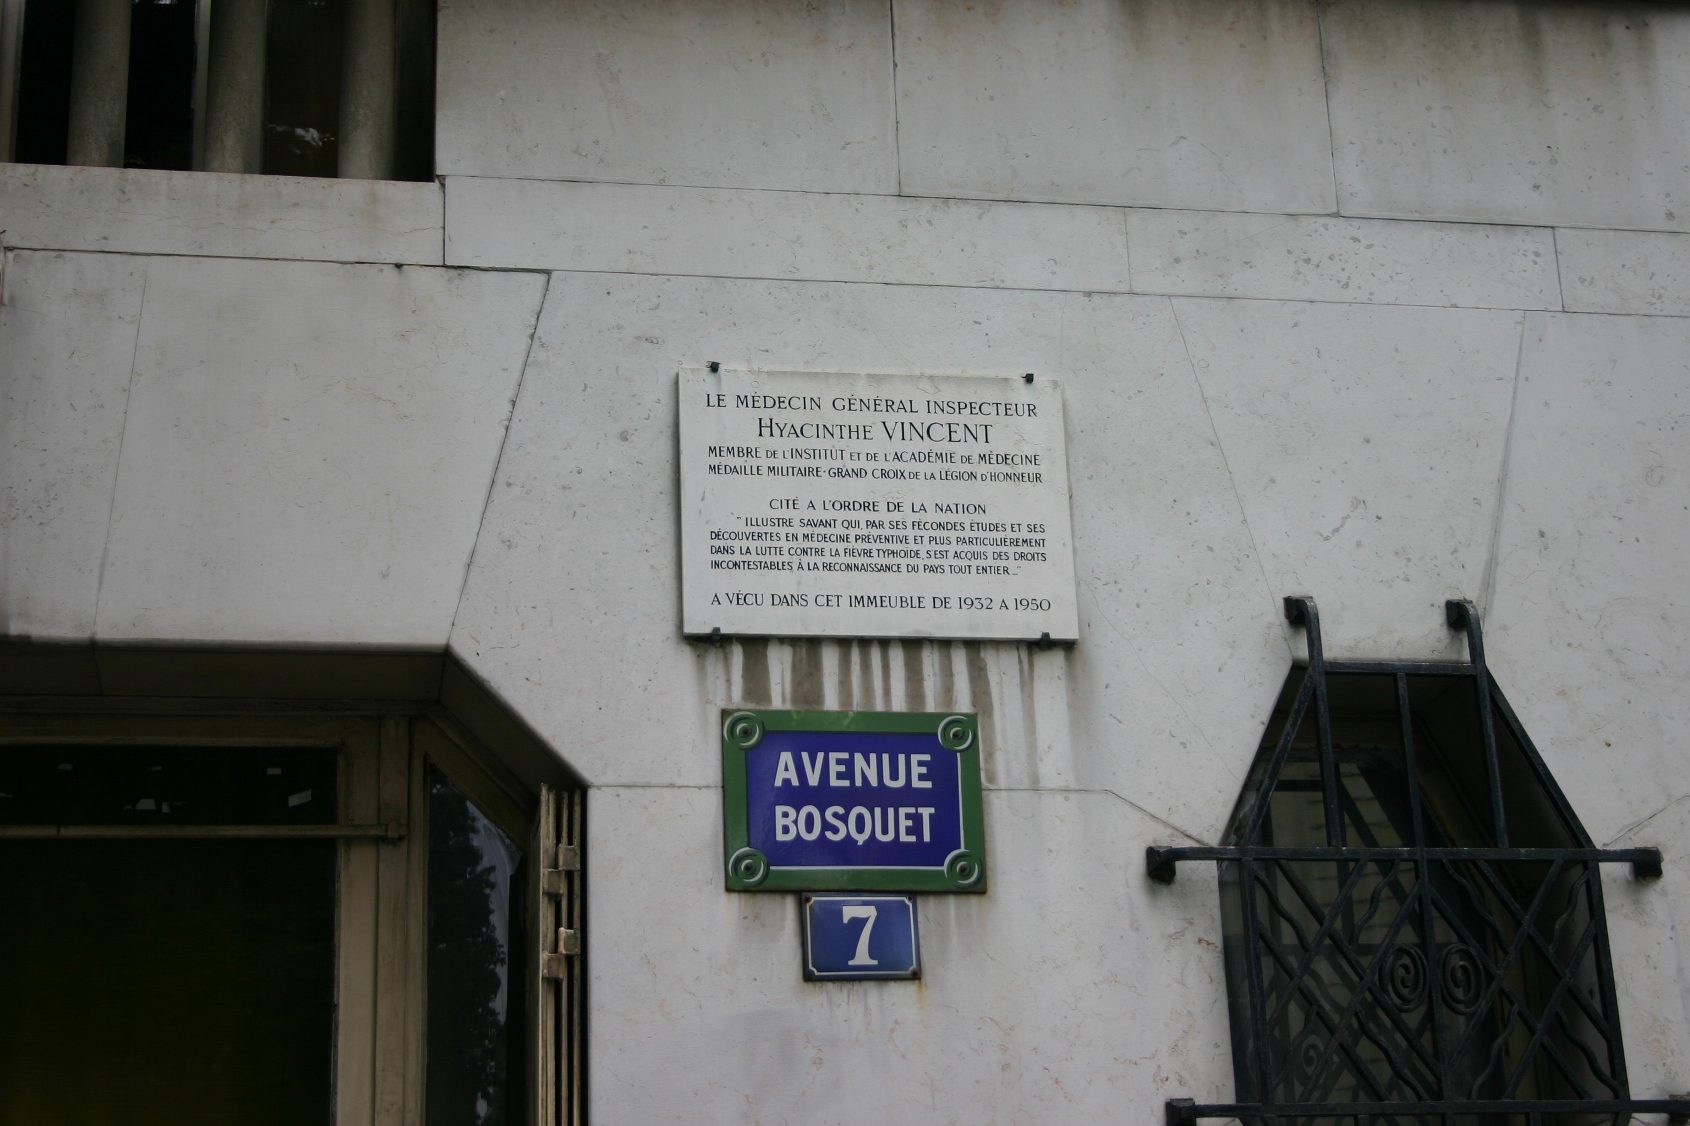 LE MÉDECIN GÉNÉRAL INSPECTEUR
HYACINTHE VINCENT
MEMBRE DE L'INSTITUT ET DE L'ACADÉMIE DE MÉDECINE
MÉDAILLE MILITAIRE-GRAND CROIX DE LA LÉGION D'HONNEUR
CITÉ A L'ORDRE DE LA NATION
"ILLUSTRE SAVANT QUI, PAR SES FÉCONDES ÉTUDES ET SES
DÉCOUVERTES EN MÉDECINE PRÉVENTIVE ET PLUS PARTICULIÈREMENT
DANS LA LUTTE CONTRE LA FIÈVRE TYPHOÏDE, S'EST ACQUIS DES DROITS
INCONTESTABLES À LA RECONNAISSANCE DU PAYS TOUT ENTIER..."
A VÉCU DANS CET IMMEUBLE DE 1932 A 1950
AVENUE
BOSQUET
7